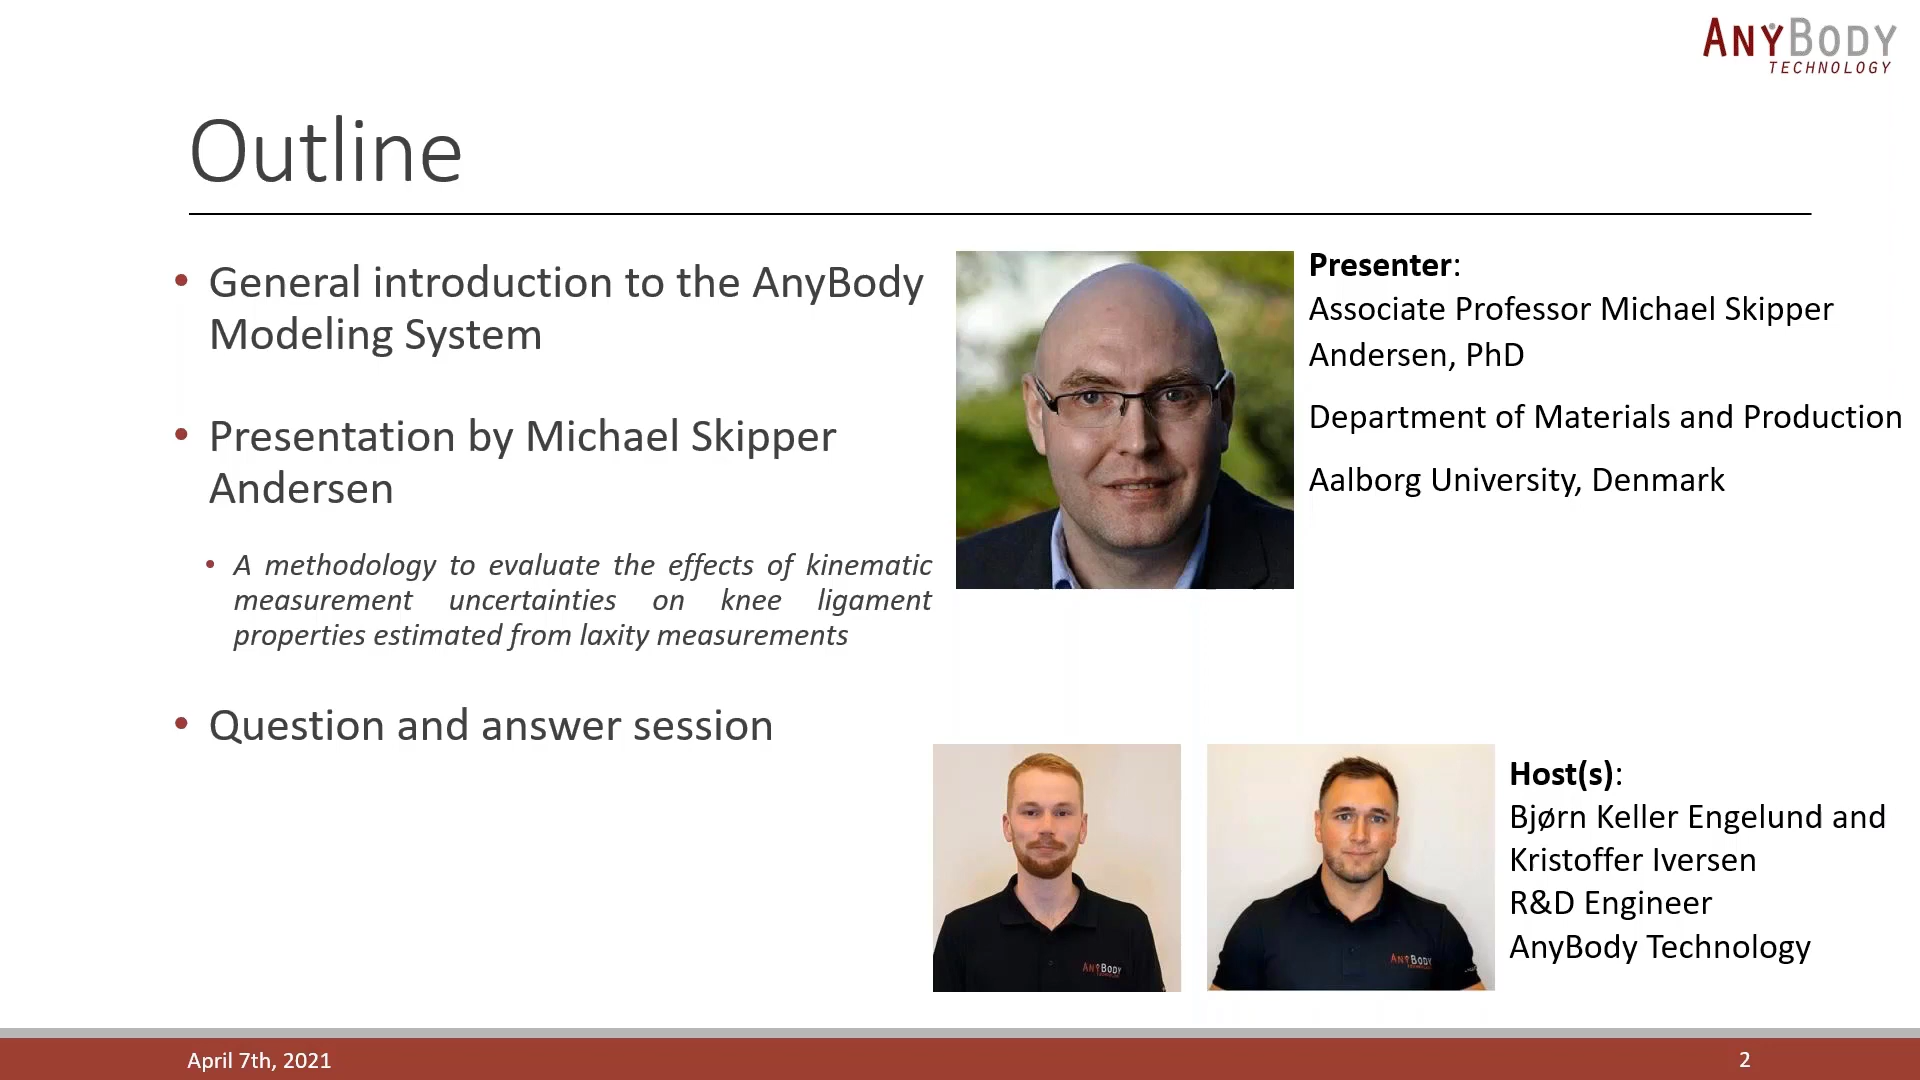 ANYBODY
TECHNOLOGY
Outline
• General introduction to the AnyBody
Modeling System
• Presentation by Michael Skipper
Andersen
• A methodology to evaluate the effects of kinematic
measurement uncertainties on knee ligament
properties estimated from laxity measurements
• Question and answer session
Presenter:
Associate Professor Michael Skipper
Andersen, PhD
Department of Materials and Production
Aalborg University, Denmark
Host(s):
Bjørn Keller Engelund and
Kristoffer Iversen
R&D Engineer
AnyBody Technology
ANYBODY
ANYBODY
April 7th, 2021
2